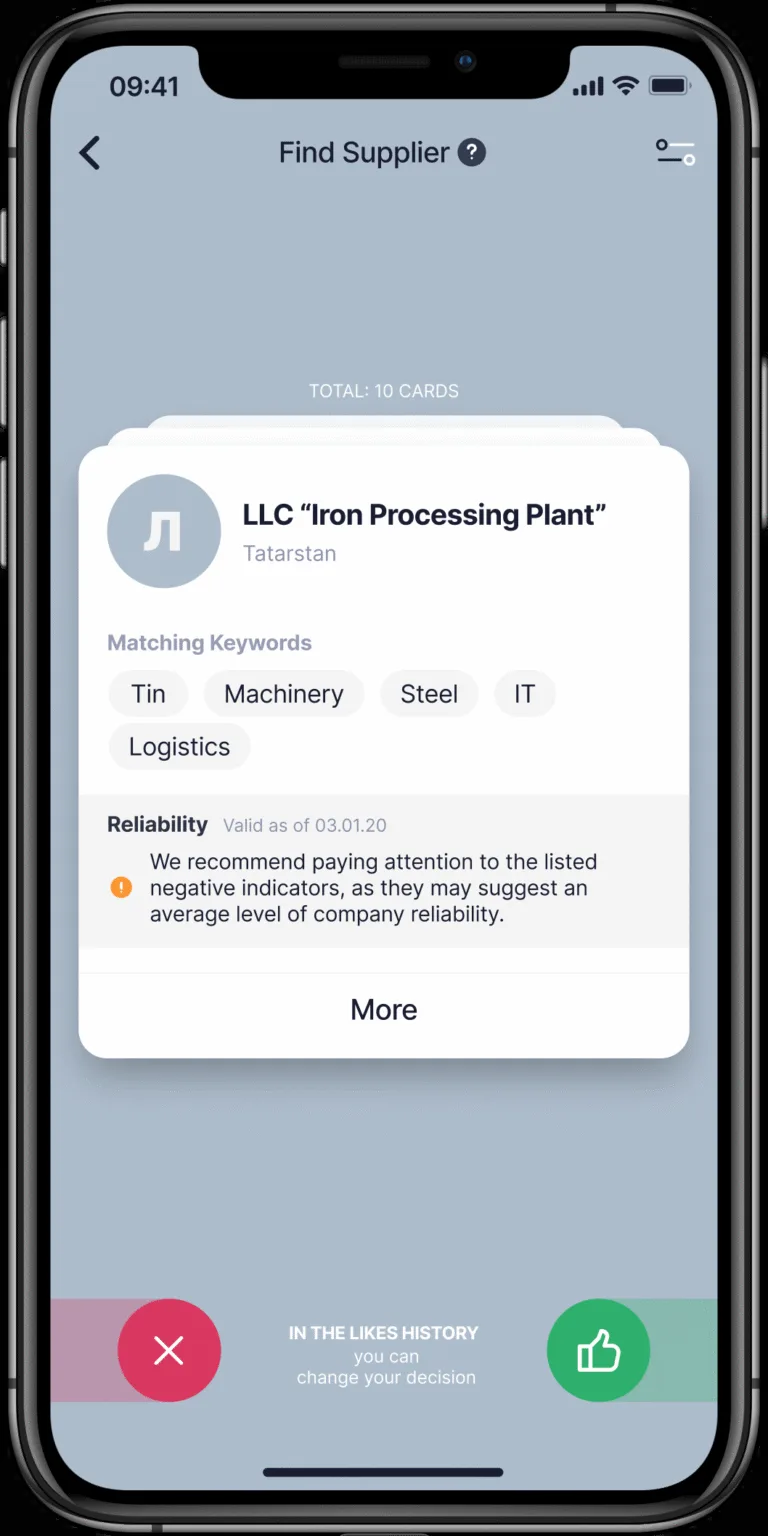 09:41
Find Supplier ?
TOTAL: 10 CARDS
Л
LLC “Iron Processing Plant”
Tatarstan
Matching Keywords
Tin Machinery Steel IT
Logistics
Reliability Valid as of 03.01.20
We recommend paying attention to the listed
negative indicators, as they may suggest an
average level of company reliability.
More
IN THE LIKES HISTORY
you can
change your decision